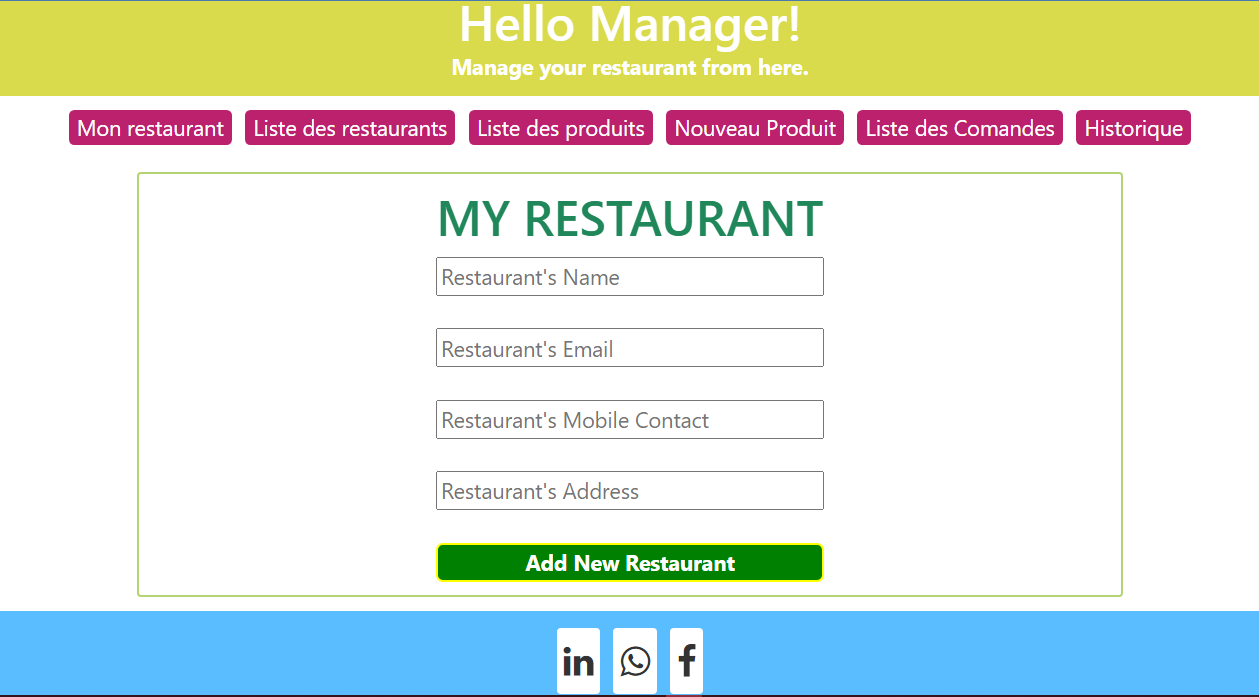 Hello Manager!
Manage your restaurant from here.
Mon restaurant Liste des restaurants Liste des produits Nouveau Produit Liste des Comandes Historique
MY RESTAURANT
Restaurant's Name
Restaurant's Email
Restaurant's Mobile Contact
Restaurant's Address
Add New Restaurant
in f